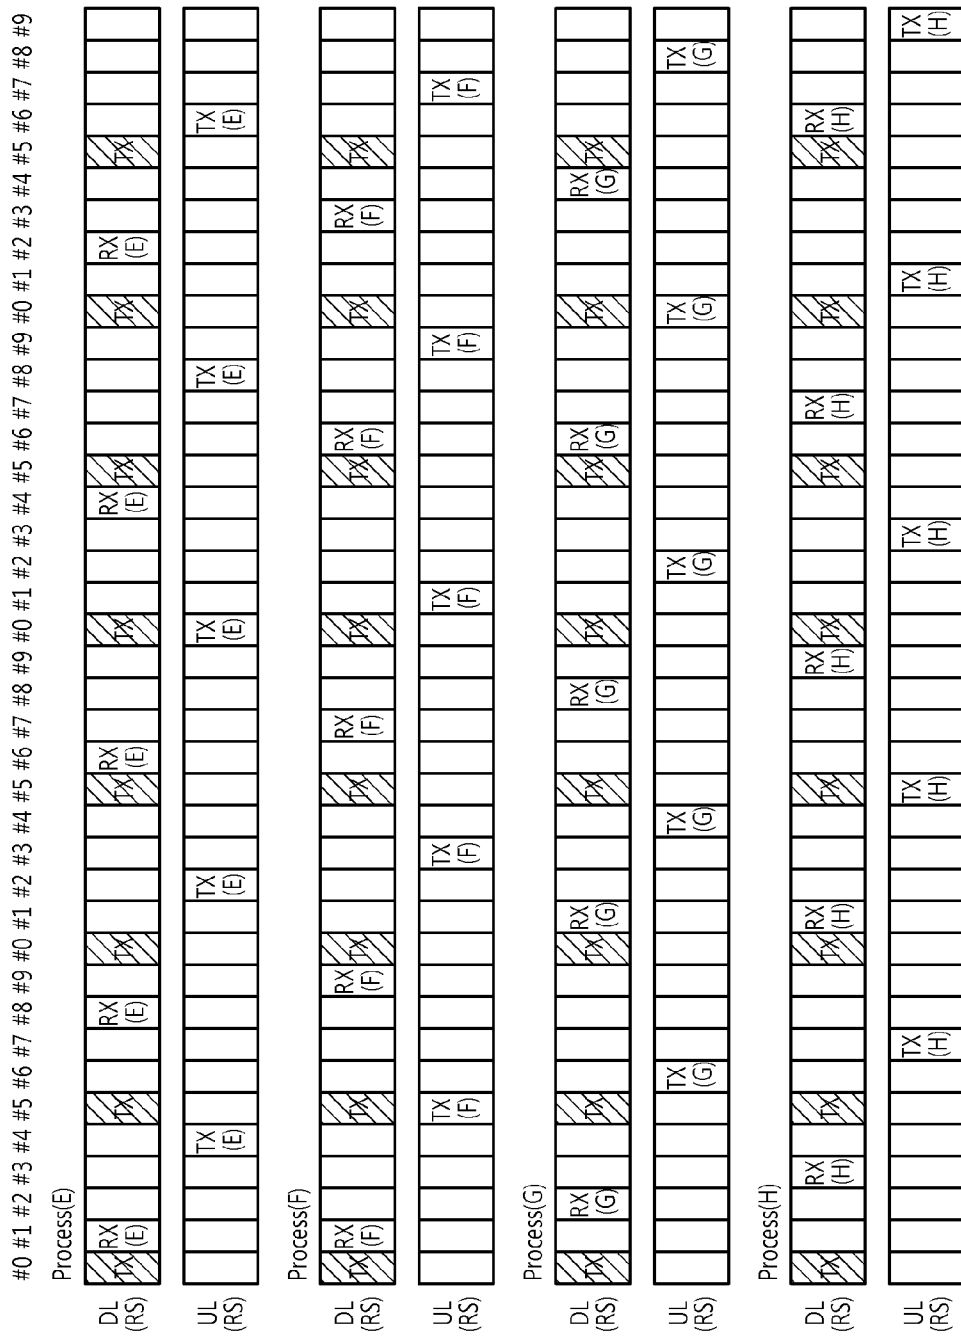 #0 #1 #2 #3 #4 #5 #6 #7 #8 #9 #0 #1 #2 #3 #4 #5 #6 #7 #8 #9 #0 #1 #2 #3 #4 #5 #6 #7 #8 #9 #0 #1 #2 #3 #4 #5 #6 #7 #8 #9
Process(E)
DL TX RX TX RX TX TX RX TX RX TX TX RX TX
(RS) (E) (E) (E) (E) (E)
UL TX TX TX TX TX
(RS) (E) (E) (E) (E) (E)
Process(F)
DL TX RX TX RX TX TX RX TX TX RX TX RX TX
(RS) (F) (F) (F) (F) (F)
UL TX TX TX TX TX
(RS) (F) (F) (F) (F) (F)
Process(G)
DL TX RX TX TX RX TX RX TX TX RX TX RX TX
(RS) (G) (G) (G) (G) (G)
UL TX TX TX TX TX
(RS) (G) (G) (G) (G) (G)
Process(H)
DL TX RX TX TX RX TX RX TX TX RX TX TX RX
(RS) (H) (H) (H) (H) (H)
UL TX TX TX TX TX
(RS) (H) (H) (H) (H) (H)